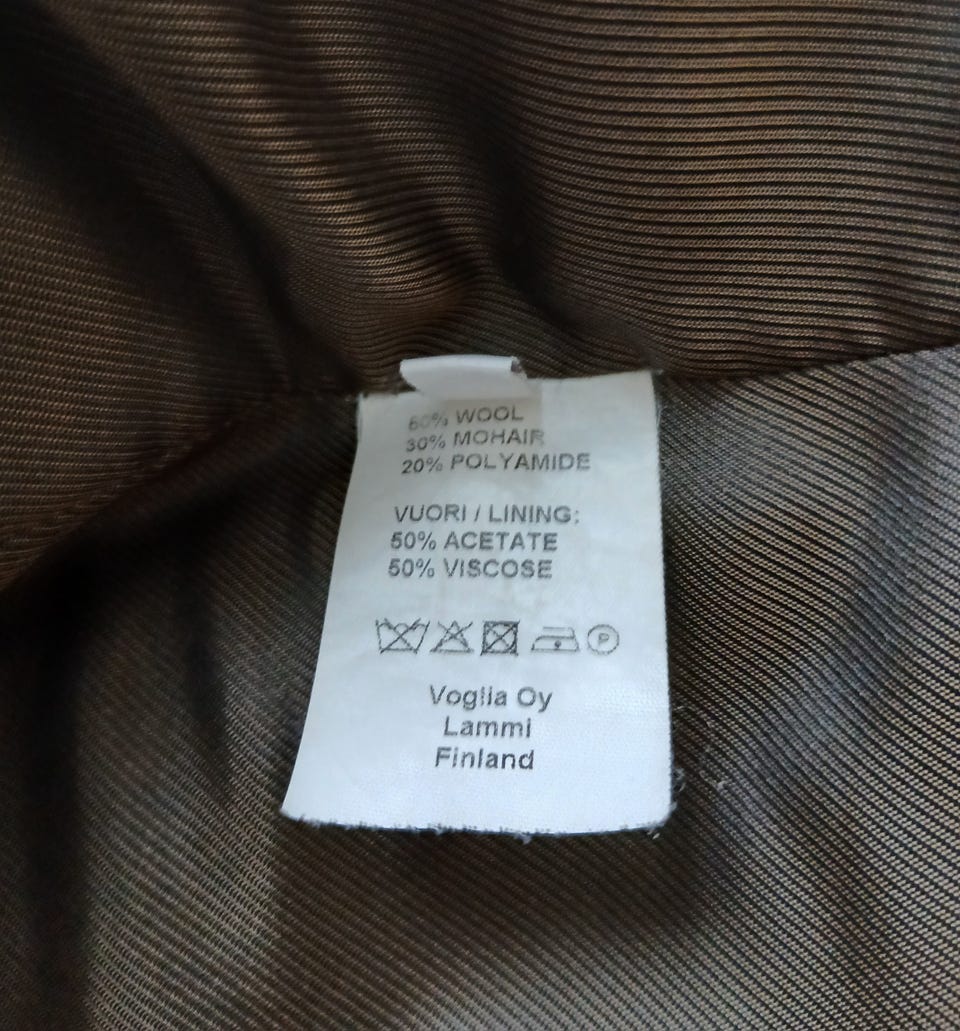 50% WOOL
30% MOHAIR
20% POLYAMIDE
VUORI / LINING:
50% ACETATE
50% VISCOSE
P
Voglia Oy
Lammi
Finland